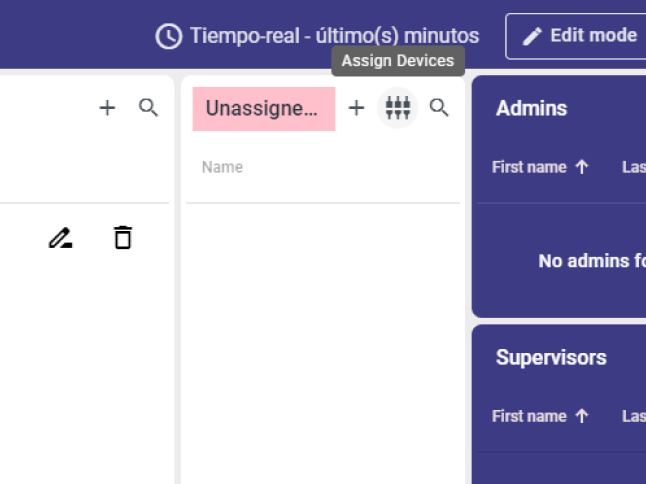 Tiempo-real - último(s) minutos
Edit mode
Assign Devices
Unassigne...
Admins
Name
First name
Las
No admins fo
Supervisors
First name
Las